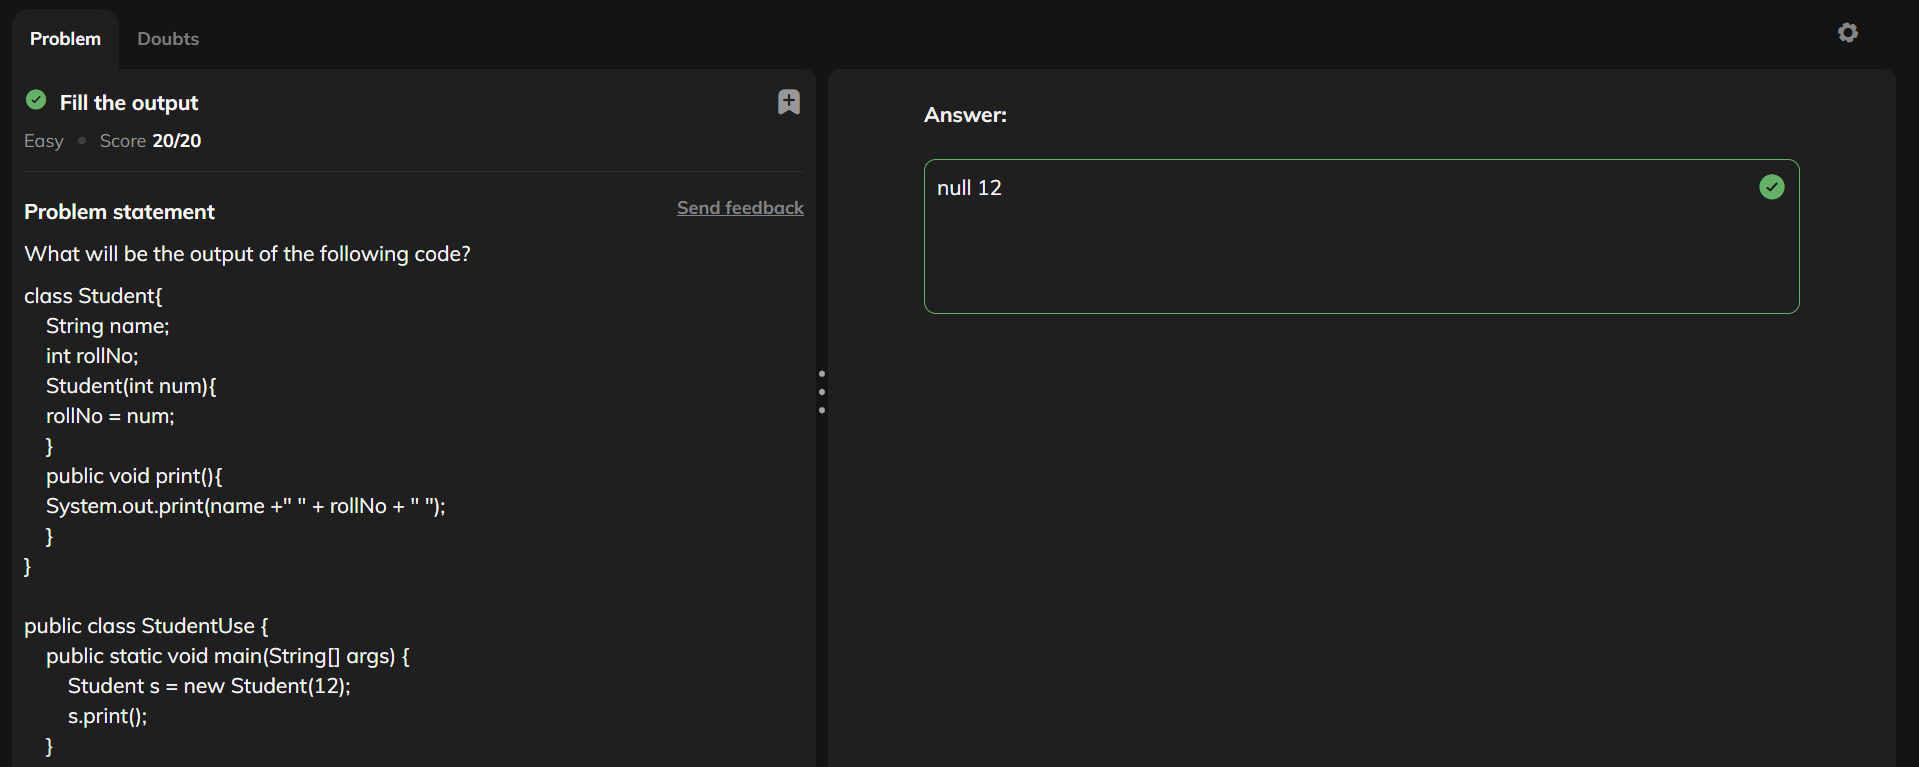 Problem
Doubts
Fill the output
Easy • Score 20/20
Problem statement
Send feedback
What will be the output of the following code?
class Student{
    String name;
    int rollNo;
    Student(int num){
    rollNo = num;
    }
    public void print(){
    System.out.print(name +" " + rollNo + " ");
    }
}

public class StudentUse {
    public static void main(String[] args) {
        Student s = new Student(12);
        s.print();
    }
Answer:
null 12